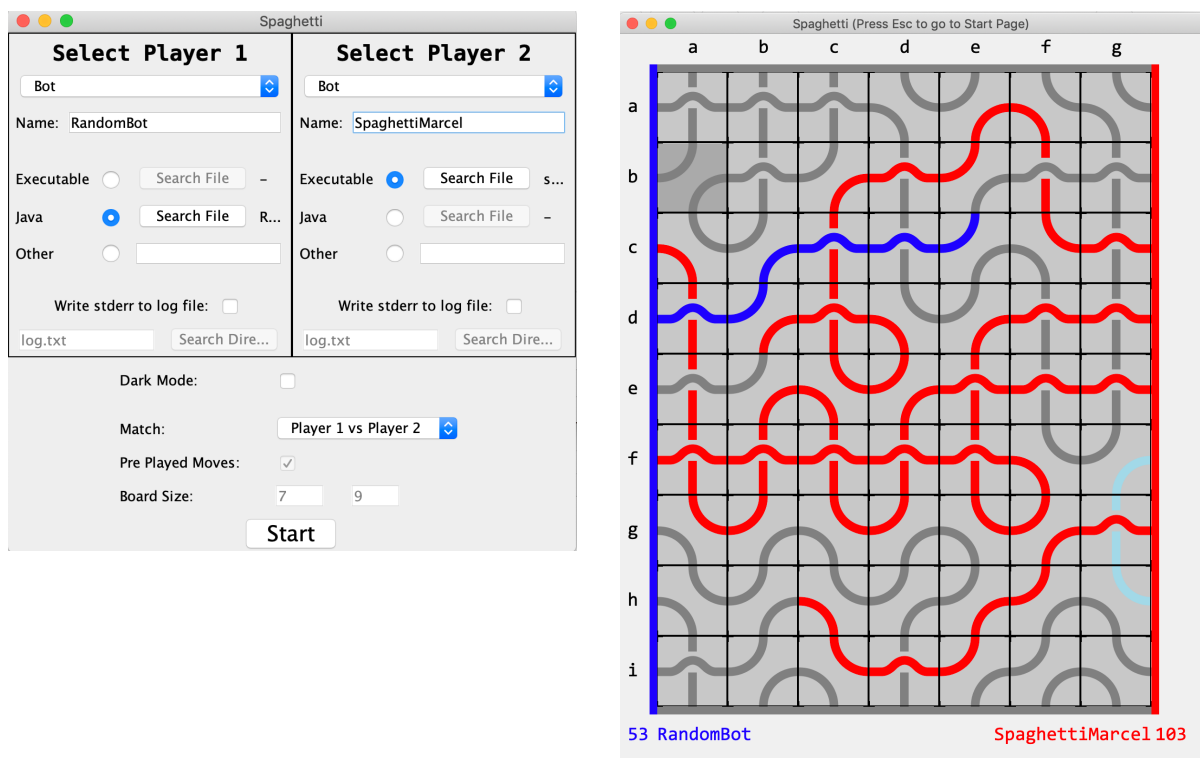 Spaghetti
Select Player 1
Select Player 2
Bot
Bot
Name: RandomBot
Name: SpaghettiMarcel
Executable Search File –
Executable Search File s...
Java Search File R...
Java Search File –
Other
Other
Write stderr to log file:
Write stderr to log file:
log.txt Search Dire...
log.txt Search Dire...
Dark Mode:
Match: Player 1 vs Player 2
Pre Played Moves:
Board Size: 7 9
Start
Spaghetti (Press Esc to go to Start Page)
a b c d e f g
a
b
c
d
e
f
g
h
i
53 RandomBot
SpaghettiMarcel 103